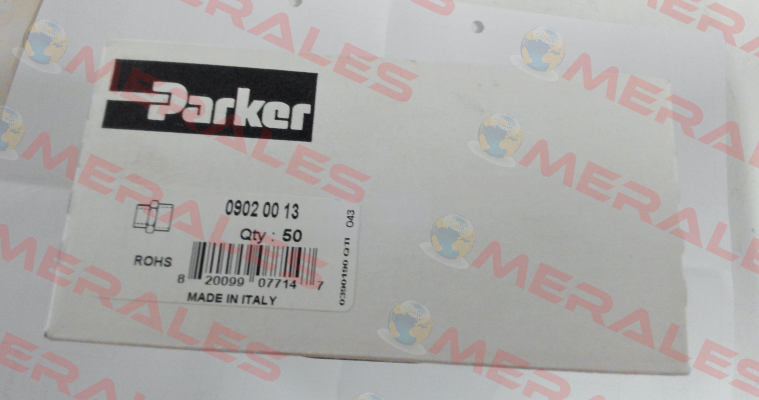 Parker
0902 00 13
Qty : 50
ROHS
8 20099 07714 7
MADE IN ITALY
043
MERALES
MERALES
MERALES
MERALES
MERALES
MERALES